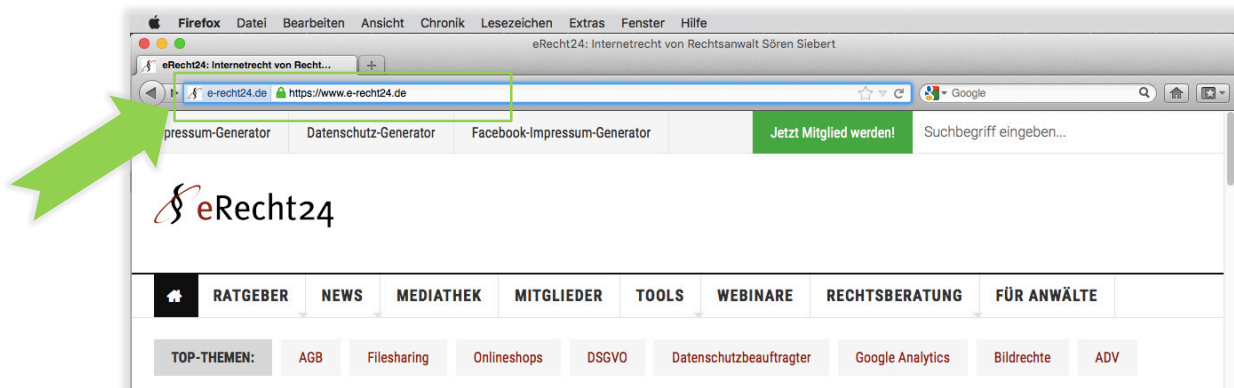 Firefox Datei Bearbeiten Ansicht Chronik Lesezeichen Extras Fenster Hilfe
eRecht24: Internetrecht von Rechtsanwalt Sören Siebert
eRecht24: Internetrecht von Recht... +
e-recht24.de https://www.e-recht24.de Google
pressum-Generator Datenschutz-Generator Facebook-Impressum-Generator Jetzt Mitglied werden! Suchbegriff eingeben...
§ eRecht24
RATGEBER NEWS MEDIATHEK MITGLIEDER TOOLS WEBINARE RECHTSBERATUNG FÜR ANWÄLTE
TOP-THEMEN: AGB Filesharing Onlineshops DSGVO Datenschutzbeauftragter Google Analytics Bildrechte ADV